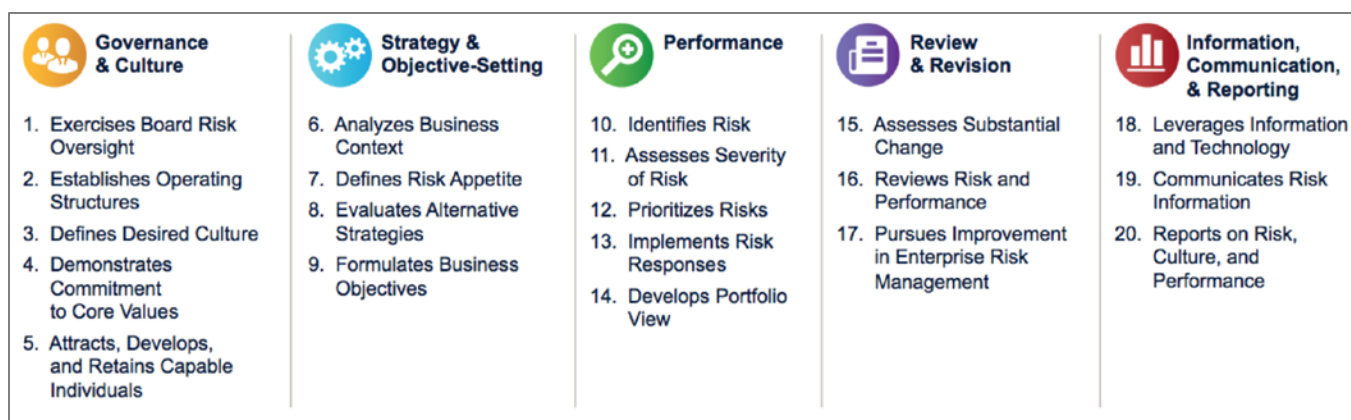 Governance
& Culture
1. Exercises Board Risk
Oversight
2. Establishes Operating
Structures
3. Defines Desired Culture
4. Demonstrates
Commitment
to Core Values
5. Attracts, Develops,
and Retains Capable
Individuals
Strategy &
Objective-Setting
6. Analyzes Business
Context
7. Defines Risk Appetite
8. Evaluates Alternative
Strategies
9. Formulates Business
Objectives
Performance
10. Identifies Risk
11. Assesses Severity
of Risk
12. Prioritizes Risks
13. Implements Risk
Responses
14. Develops Portfolio
View
Review
& Revision
15. Assesses Substantial
Change
16. Reviews Risk and
Performance
17. Pursues Improvement
in Enterprise Risk
Management
Information,
Communication,
& Reporting
18. Leverages Information
and Technology
19. Communicates Risk
Information
20. Reports on Risk,
Culture, and
Performance